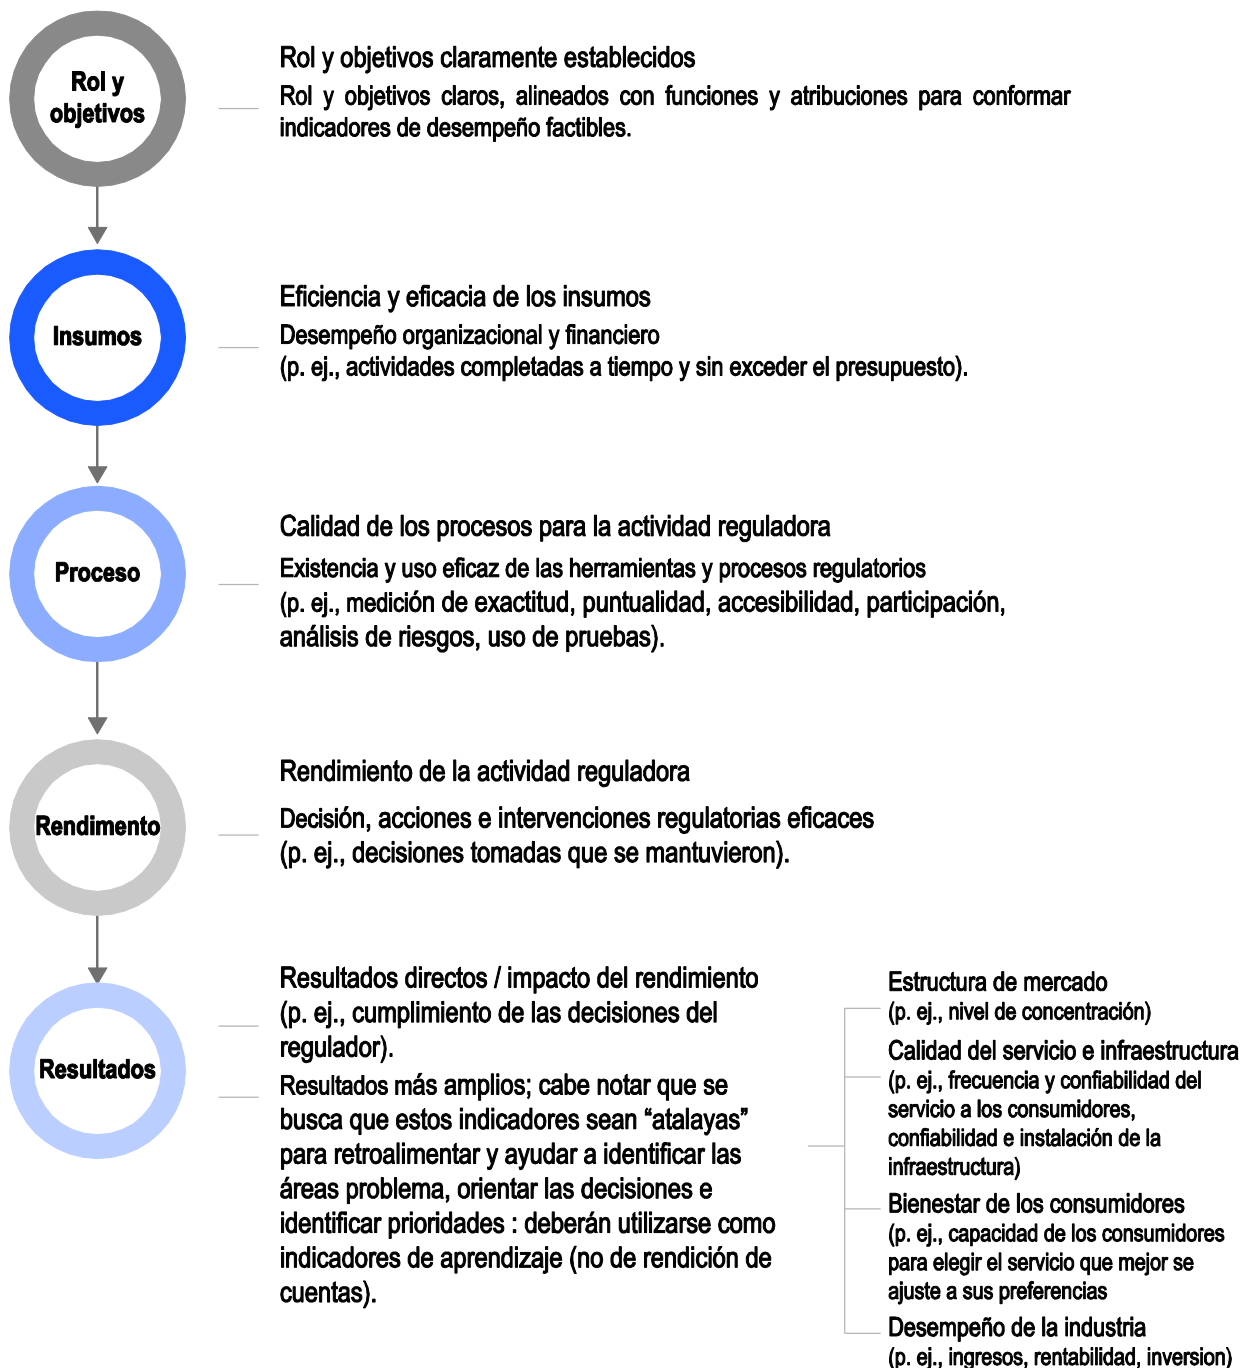 Rol y
objetivos
Rol y objetivos claramente establecidos
Rol y objetivos claros, alineados con funciones y atribuciones para conformar
indicadores de desempeño factibles.
Insumos
Eficiencia y eficacia de los insumos
Desempeño organizacional y financiero
(p. ej., actividades completadas a tiempo y sin exceder el presupuesto).
Proceso
Calidad de los procesos para la actividad reguladora
Existencia y uso eficaz de las herramientas y procesos regulatorios
(p. ej., medición de exactitud, puntualidad, accesibilidad, participación,
análisis de riesgos, uso de pruebas).
Rendimento
Rendimiento de la actividad reguladora
Decisión, acciones e intervenciones regulatorias eficaces
(p. ej., decisiones tomadas que se mantuvieron).
Resultados
Resultados directos / impacto del rendimiento
(p. ej., cumplimiento de las decisiones del
regulador).
Resultados más amplios; cabe notar que se
busca que estos indicadores sean “atalayas”
para retroalimentar y ayudar a identificar las
áreas problema, orientar las decisiones e
identificar prioridades : deberán utilizarse como
indicadores de aprendizaje (no de rendición de
cuentas).
Estructura de mercado
(p. ej., nivel de concentración)
Calidad del servicio e infraestructura
(p. ej., frecuencia y confiabilidad del
servicio a los consumidores,
confiabilidad e instalación de la
infraestructura)
Bienestar de los consumidores
(p. ej., capacidad de los consumidores
para elegir el servicio que mejor se
ajuste a sus preferencias
Desempeño de la industria
(p. ej., ingresos, rentabilidad, inversion)